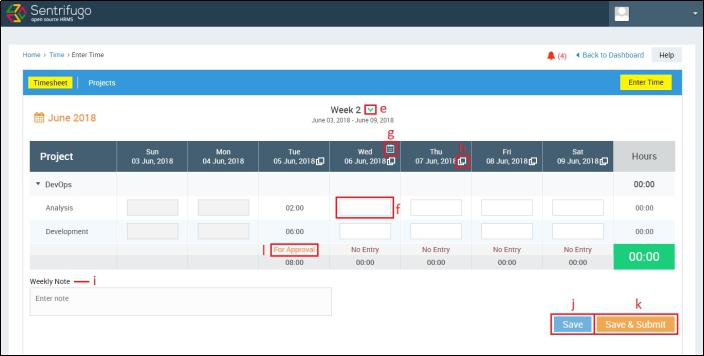 Sentrifugo
open source HRMS
Home > Time > Enter Time
(4) Back to Dashboard Help
Timesheet Projects Enter Time
June 2018
Week 2 e
June 03, 2018 - June 09, 2018
g
h
Project Sun Mon Tue Wed Thu Fri Sat Hours
03 Jun, 2018 04 Jun, 2018 05 Jun, 2018 06 Jun, 2018 07 Jun, 2018 08 Jun, 2018 09 Jun, 2018
DevOps 00:00
Analysis 02:00 f 00:00
Development 06:00 00:00
l For Approval No Entry No Entry No Entry No Entry
08:00 00:00 00:00 00:00 00:00 00:00
Weekly Note i
Enter note
j k
Save Save & Submit